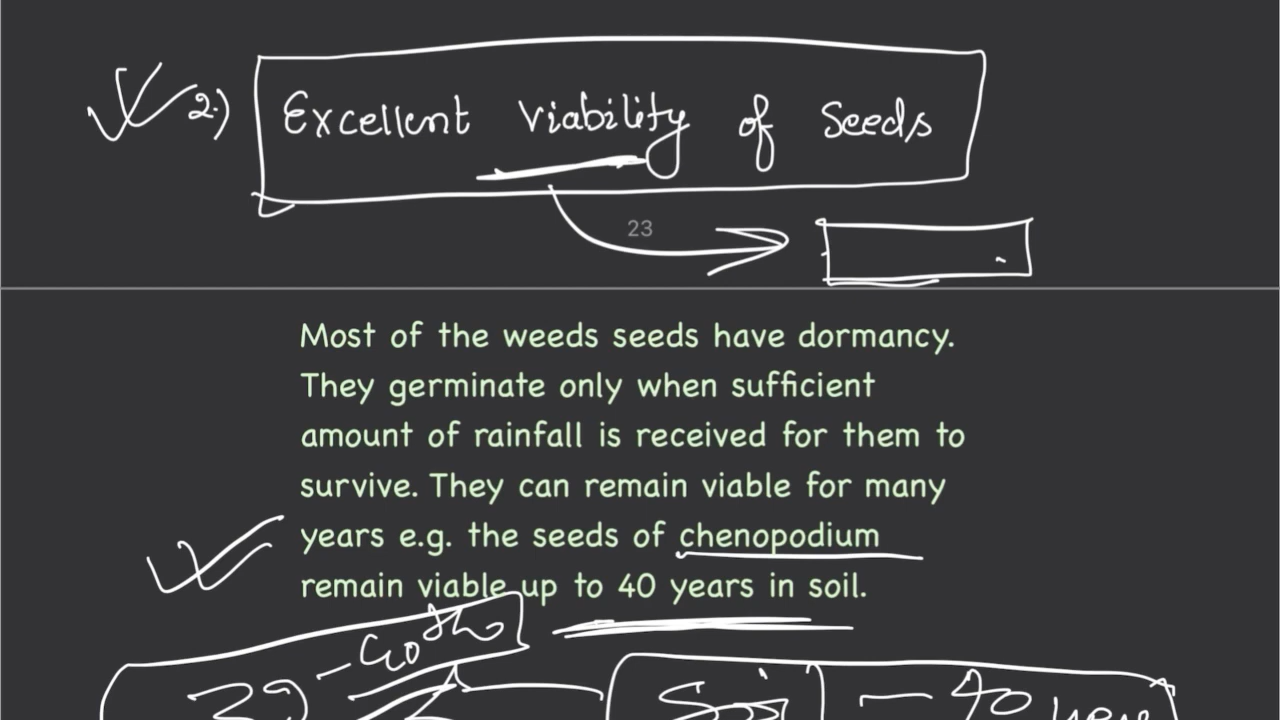 2.) Excellent Viability of Seeds
23
Most of the weeds seeds have dormancy.
They germinate only when sufficient
amount of rainfall is received for them to
survive. They can remain viable for many
years e.g. the seeds of chenopodium
remain viable up to 40 years in soil.
Soil - 40 years